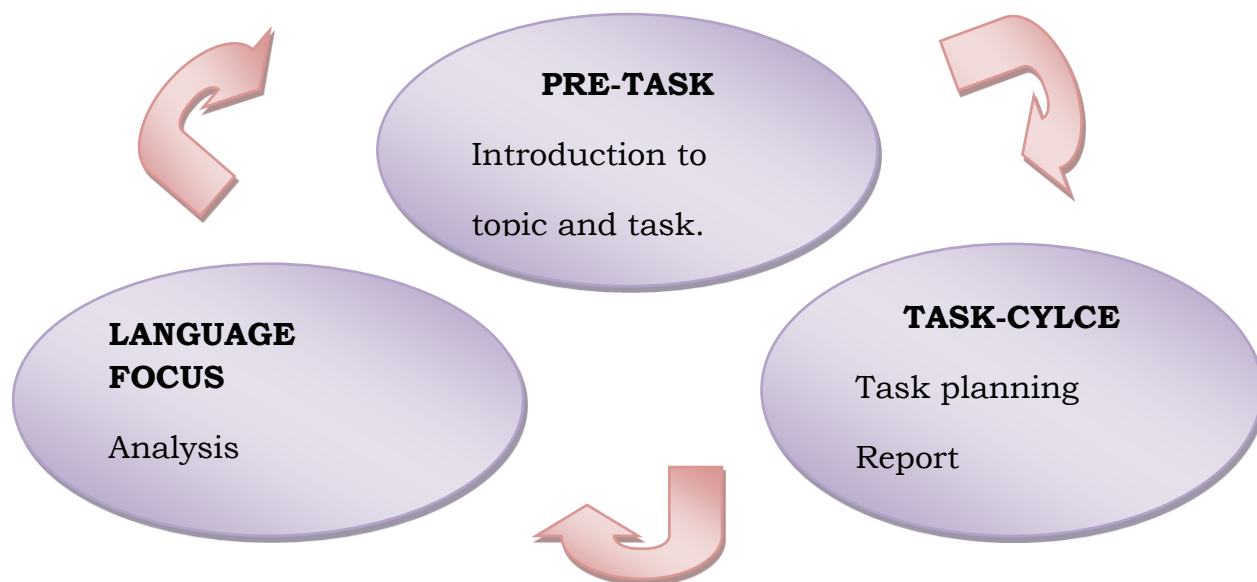 PRE-TASK
Introduction to
topic and task.
TASK-CYLCE
Task planning
Report
LANGUAGE
FOCUS
Analysis